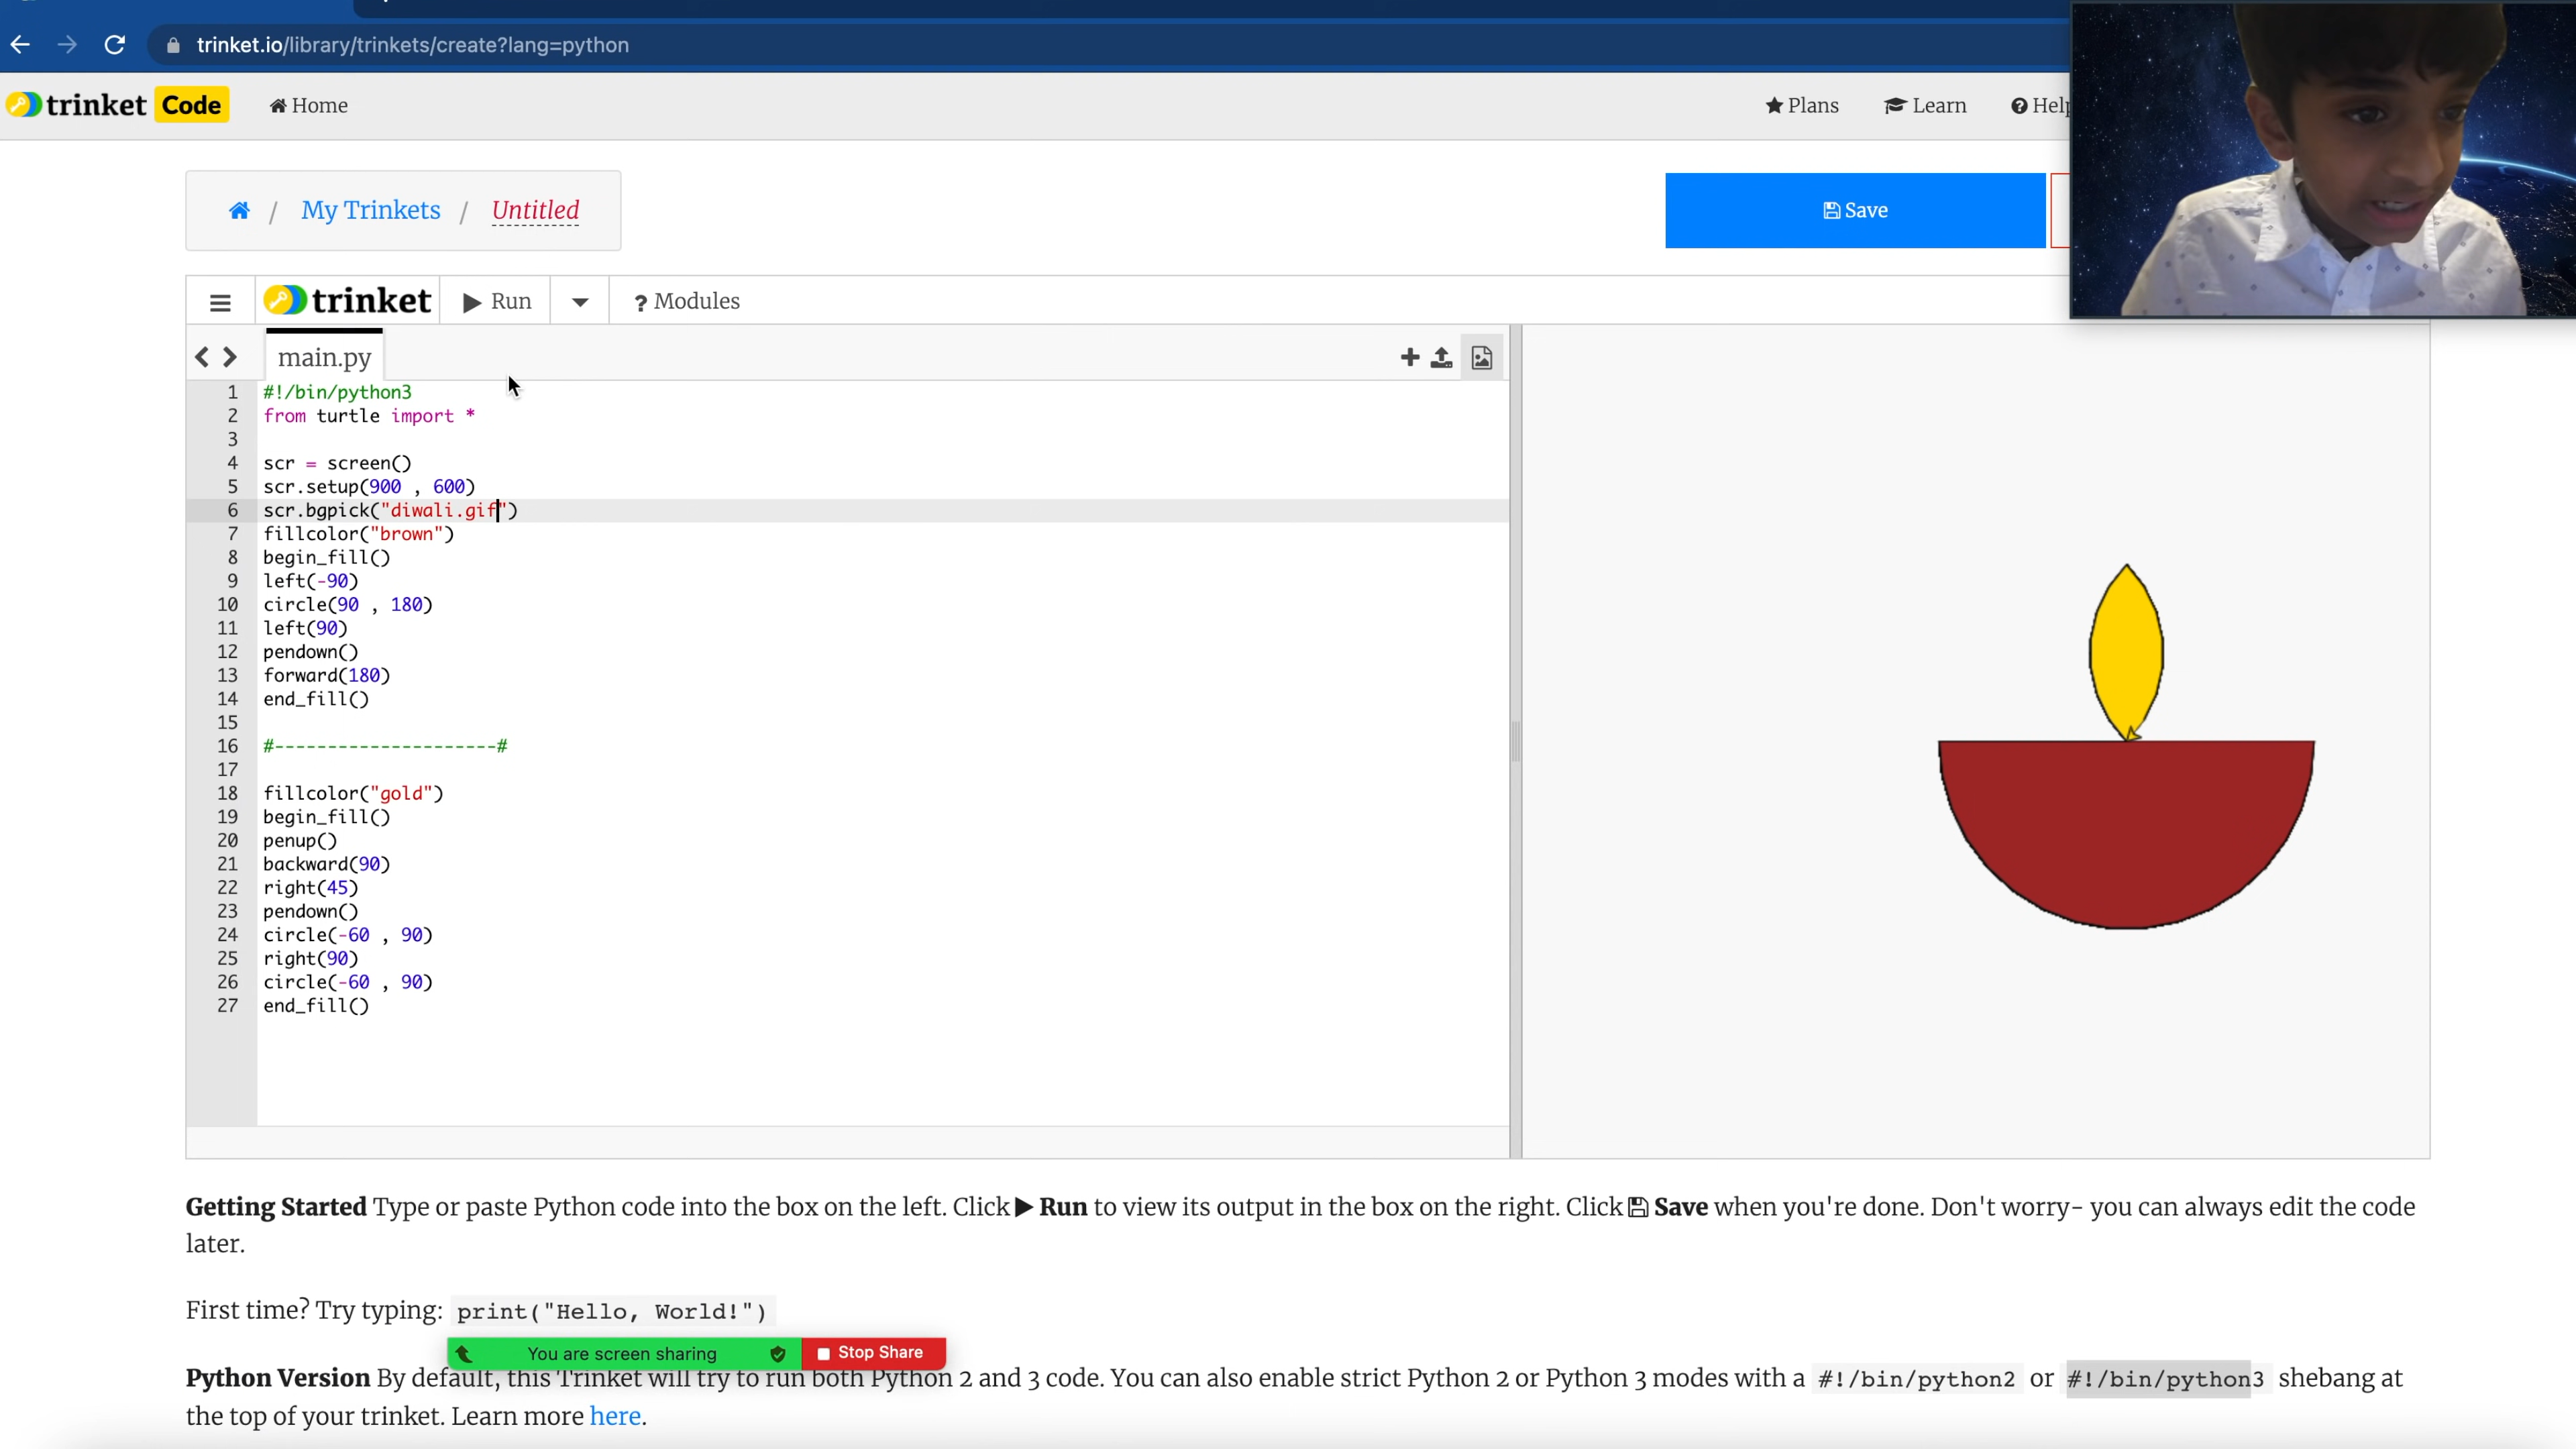 trinket.io/library/trinkets/create?lang=python
trinket Code Home Plans Learn Help
/ My Trinkets / Untitled
Save
trinket Run ? Modules
main.py
1 #!/bin/python3
2 from turtle import *
3
4 scr = screen()
5 scr.setup(900 , 600)
6 scr.bgpick("diwali.gif")
7 fillcolor("brown")
8 begin_fill()
9 left(-90)
10 circle(90 , 180)
11 left(90)
12 pendown()
13 forward(180)
14 end_fill()
15
16 #---------------------#
17
18 fillcolor("gold")
19 begin_fill()
20 penup()
21 backward(90)
22 right(45)
23 pendown()
24 circle(-60 , 90)
25 right(90)
26 circle(-60 , 90)
27 end_fill()
Getting Started Type or paste Python code into the box on the left. Click Run to view its output in the box on the right. Click Save when you're done. Don't worry- you can always edit the code
later.
First time? Try typing: print("Hello, World!")
You are screen sharing Stop Share
Python Version By default, this Trinket will try to run both Python 2 and 3 code. You can also enable strict Python 2 or Python 3 modes with a #!/bin/python2 or #!/bin/python3 shebang at
the top of your trinket. Learn more here.